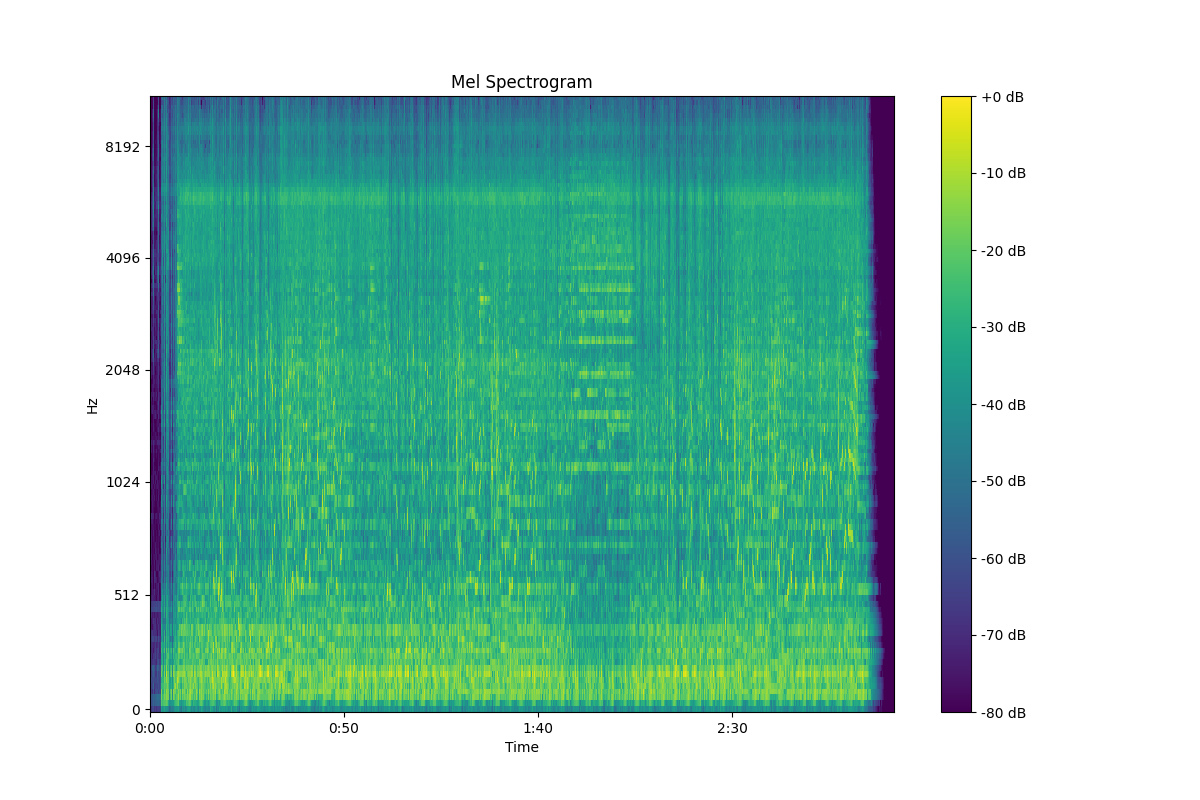 Mel Spectrogram
Hz
8192
4096
2048
1024
512
0
0:00
0:50
1:40
2:30
Time
+0 dB
-10 dB
-20 dB
-30 dB
-40 dB
-50 dB
-60 dB
-70 dB
-80 dB